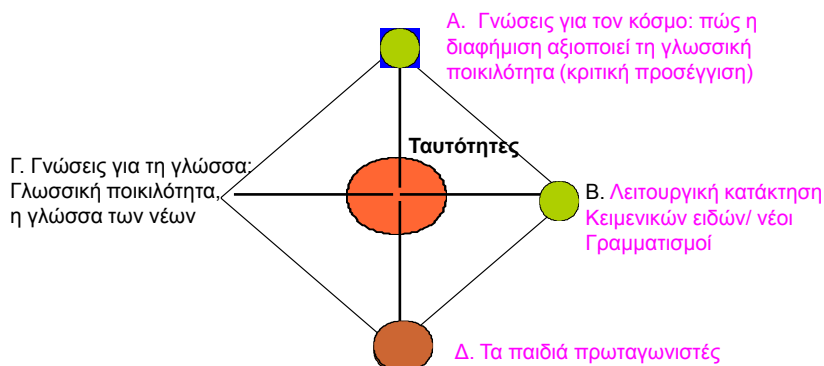 Α. Γνώσεις για τον κόσμο: πώς η
διαφήμιση αξιοποιεί τη γλωσσική
ποικιλότητα (κριτική προσέγγιση)
Ταυτότητες
Γ. Γνώσεις για τη γλώσσα:
Γλωσσική ποικιλότητα,
η γλώσσα των νέων
Β. Λειτουργική κατάκτηση
Κειμενικών ειδών/ νέοι
Γραμματισμοί
Δ. Τα παιδιά πρωταγωνιστές